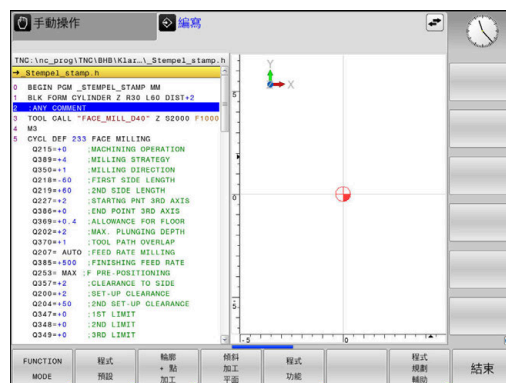 手動操作
編寫
TNC:\nc_prog\TNC\BHB\Klar…\_Stempel_stamp.h
→_Stempel_stamp.h
0 BEGIN PGM _STEMPEL_STAMP MM
1 BLK FORM CYLINDER Z R30 L60 DIST+2
2 ;ANY COMMENT
3 TOOL CALL "FACE_MILL_D40" Z S2000 F1000
4 M3
5 CYCL DEF 233 FACE MILLING
Q215=+0 ;MACHINING OPERATION
Q389=+4 ;MILLING STRATEGY
Q350=+1 ;MILLING DIRECTION
Q218=-60 ;FIRST SIDE LENGTH
Q219=+60 ;2ND SIDE LENGTH
Q227=+2 ;STARTNG PNT 3RD AXIS
Q386=+0 ;END POINT 3RD AXIS
Q369=+0.4 ;ALLOWANCE FOR FLOOR
Q202=+2 ;MAX. PLUNGING DEPTH
Q370=+1 ;TOOL PATH OVERLAP
Q207= AUTO ;FEED RATE MILLING
Q385=+500 ;FINISHING FEED RATE
Q253= MAX ;F PRE-POSITIONING
Q357=+2 ;CLEARANCE TO SIDE
Q200=+2 ;SET-UP CLEARANCE
Q204=+50 ;2ND SET-UP CLEARANCE
Q347=+0 ;1ST LIMIT
Q348=+0 ;2ND LIMIT
Q349=+0 ;3RD LIMIT
Y
X
5
0
-5
-5
0
FUNCTION
MODE
程式
預設
輪廓
+ 點
加工
傾斜
加工
平面
程式
功能
程式
規劃
輔助
結束